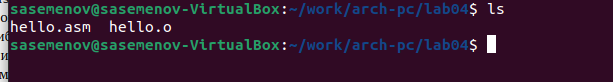 sasemenov@sasemenov-VirtualBox:~/work/arch-pc/lab04$ ls
hello.asm  hello.o
sasemenov@sasemenov-VirtualBox:~/work/arch-pc/lab04$